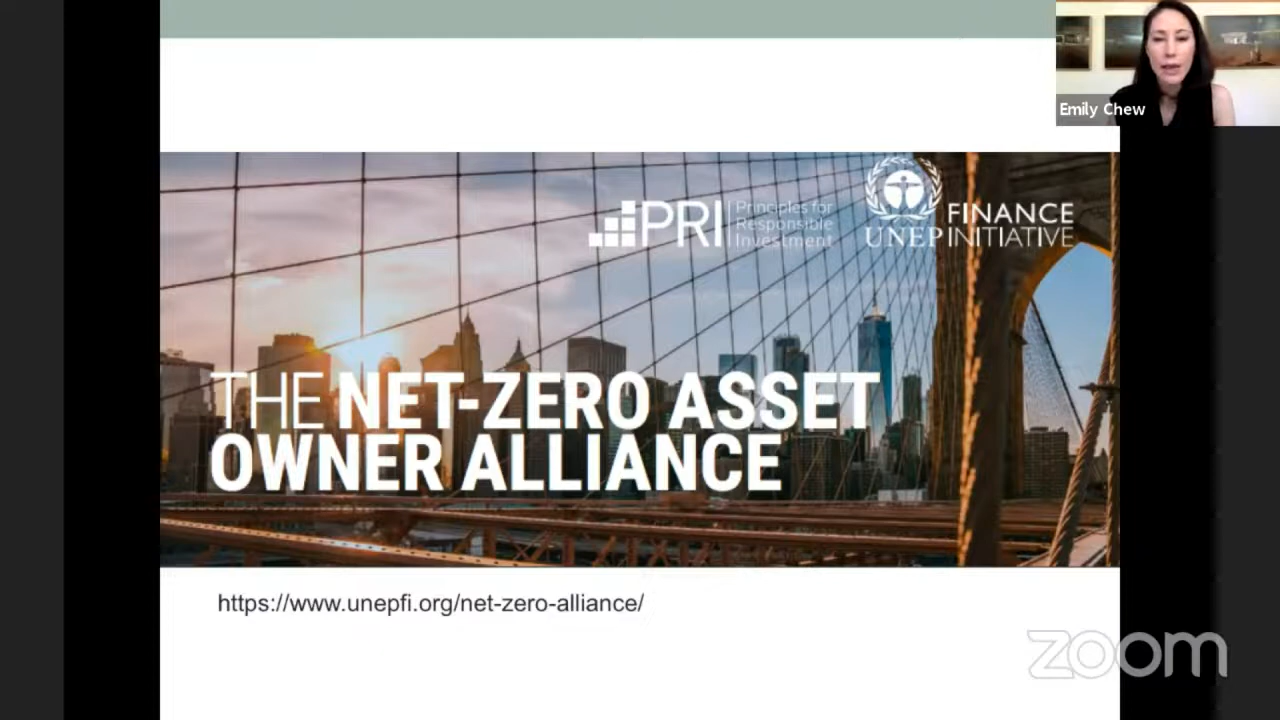 Emily Chew
PRI
Principles for
Responsible
Investment
FINANCE
UNEP INITIATIVE
THE NET-ZERO ASSET
OWNER ALLIANCE
https://www.unepfi.org/net-zero-alliance/
zoom